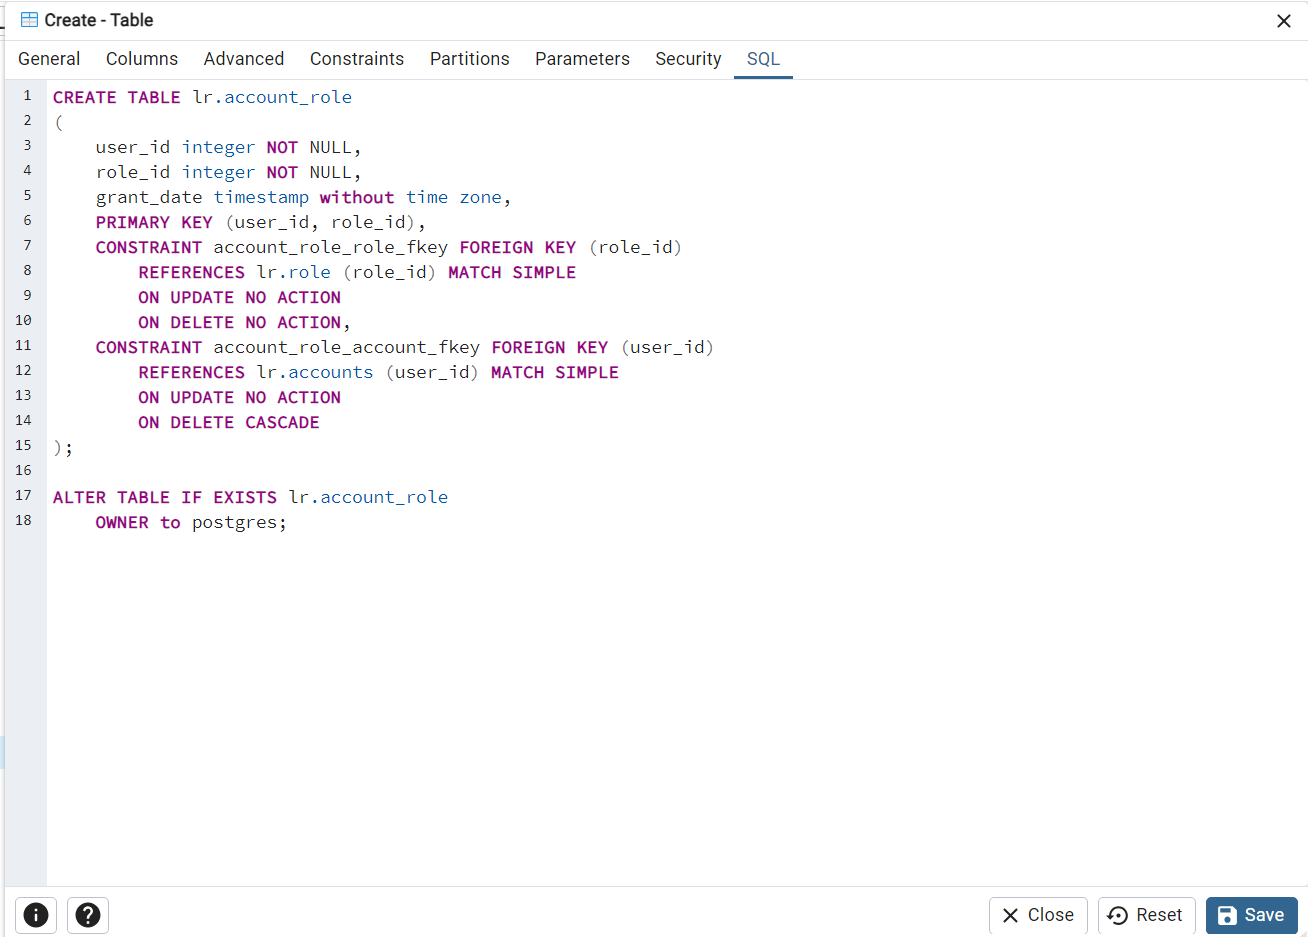 Create - Table
General Columns Advanced Constraints Partitions Parameters Security SQL
1 CREATE TABLE lr.account_role
2 (
3     user_id integer NOT NULL,
4     role_id integer NOT NULL,
5     grant_date timestamp without time zone,
6     PRIMARY KEY (user_id, role_id),
7     CONSTRAINT account_role_role_fkey FOREIGN KEY (role_id)
8         REFERENCES lr.role (role_id) MATCH SIMPLE
9         ON UPDATE NO ACTION
10         ON DELETE NO ACTION,
11     CONSTRAINT account_role_account_fkey FOREIGN KEY (user_id)
12         REFERENCES lr.accounts (user_id) MATCH SIMPLE
13         ON UPDATE NO ACTION
14         ON DELETE CASCADE
15 );
16
17 ALTER TABLE IF EXISTS lr.account_role
18     OWNER to postgres;
Close Reset Save